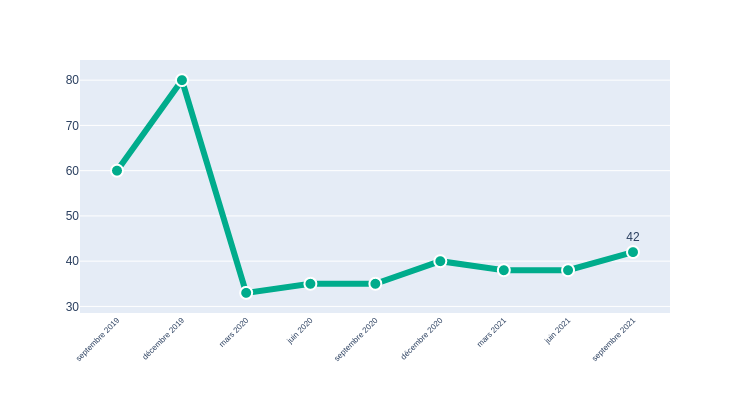 80
70
60
50
42
40
30
septembre 2019
décembre 2019
mars 2020
juin 2020
septembre 2020
décembre 2020
mars 2021
juin 2021
septembre 2021